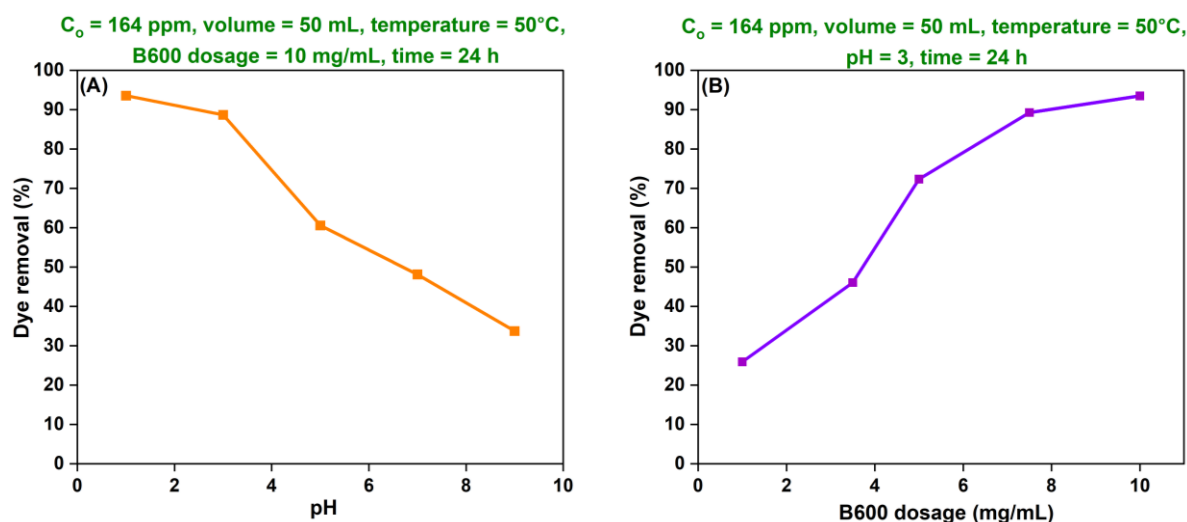 C₀ = 164 ppm, volume = 50 mL, temperature = 50°C,
B600 dosage = 10 mg/mL, time = 24 h
(A)
100
90
80
70
60
50
40
30
20
10
0
Dye removal (%)
0 2 4 6 8 10
pH
C₀ = 164 ppm, volume = 50 mL, temperature = 50°C,
pH = 3, time = 24 h
(B)
100
90
80
70
60
50
40
30
20
10
0
Dye removal (%)
0 2 4 6 8 10
B600 dosage (mg/mL)